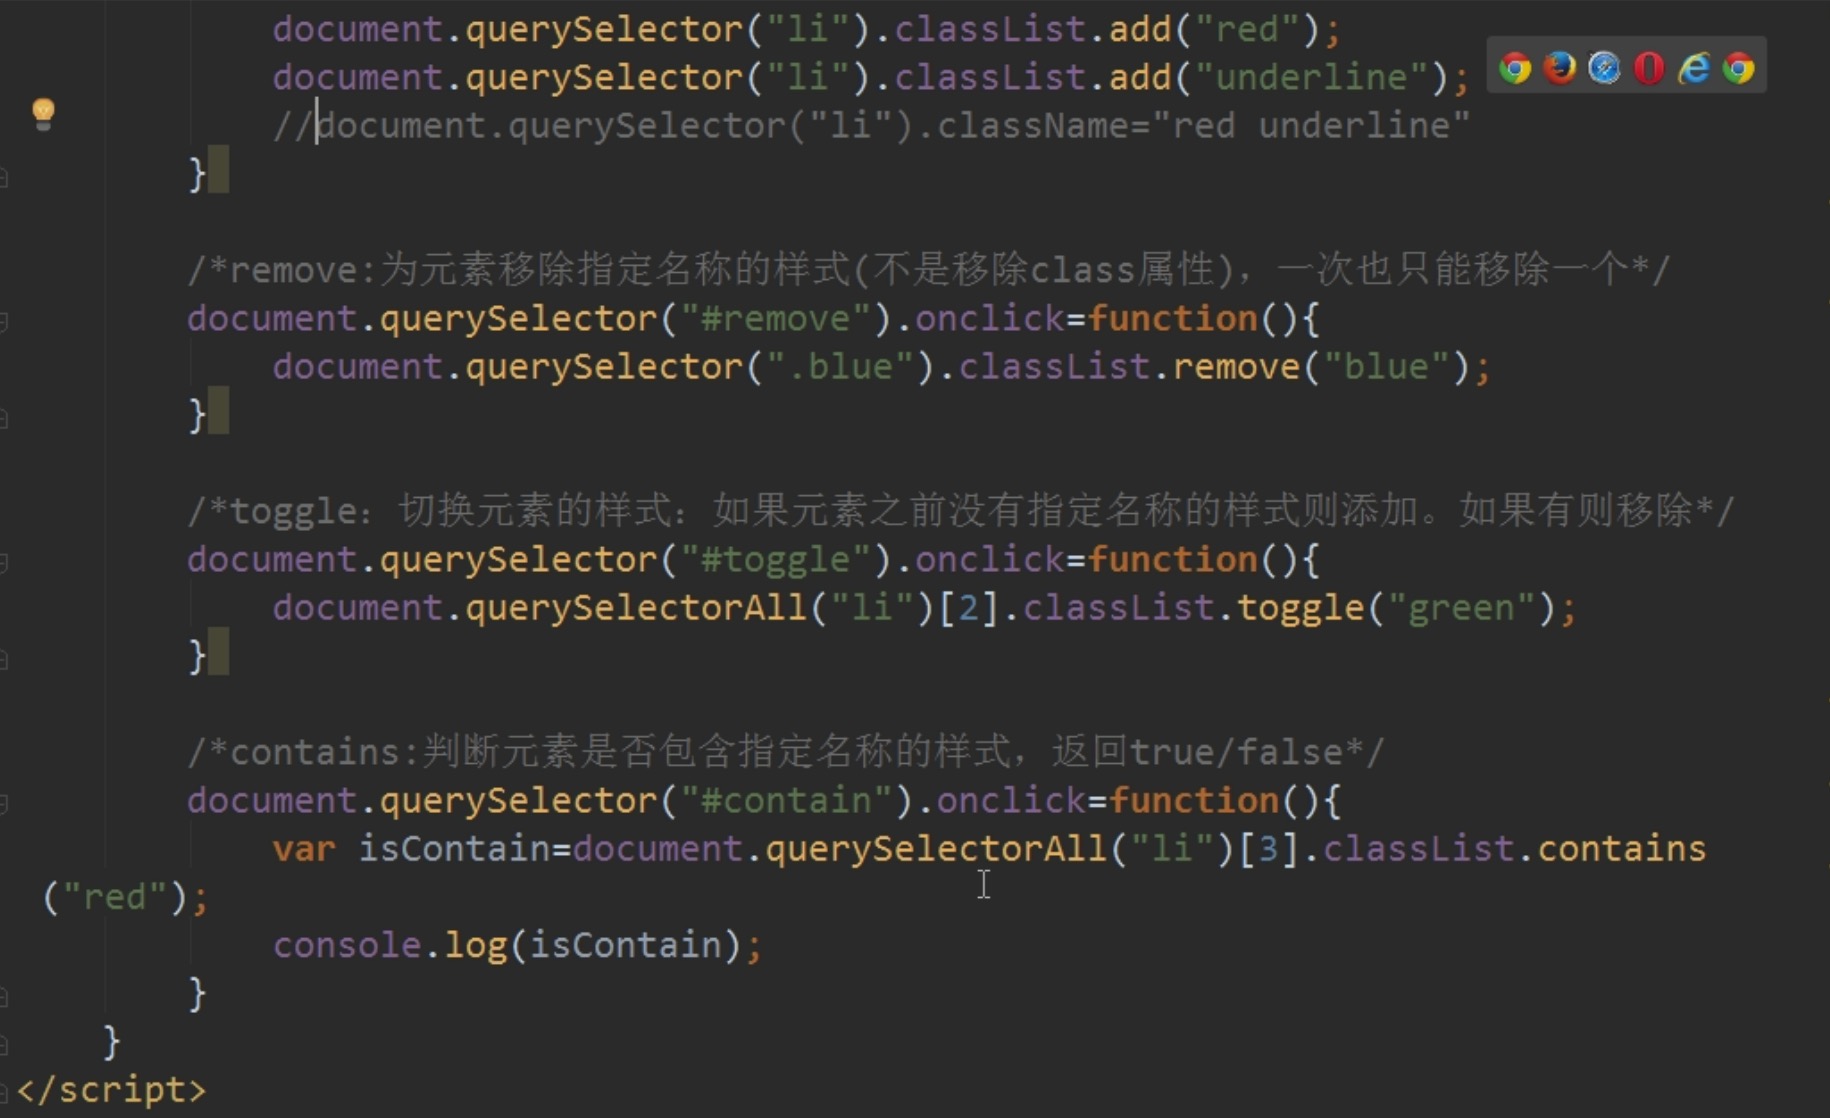 document.querySelector("li").classList.add("red");
document.querySelector("li").classList.add("underline");
//document.querySelector("li").className="red underline"
}
/*remove:为元素移除指定名称的样式(不是移除class属性)，一次也只能移除一个*/
document.querySelector("#remove").onclick=function(){
document.querySelector(".blue").classList.remove("blue");
}
/*toggle：切换元素的样式：如果元素之前没有指定名称的样式则添加。如果有则移除*/
document.querySelector("#toggle").onclick=function(){
document.querySelectorAll("li")[2].classList.toggle("green");
}
/*contains:判断元素是否包含指定名称的样式，返回true/false*/
document.querySelector("#contain").onclick=function(){
var isContain=document.querySelectorAll("li")[3].classList.contains
("red");
console.log(isContain);
}
}
</script>